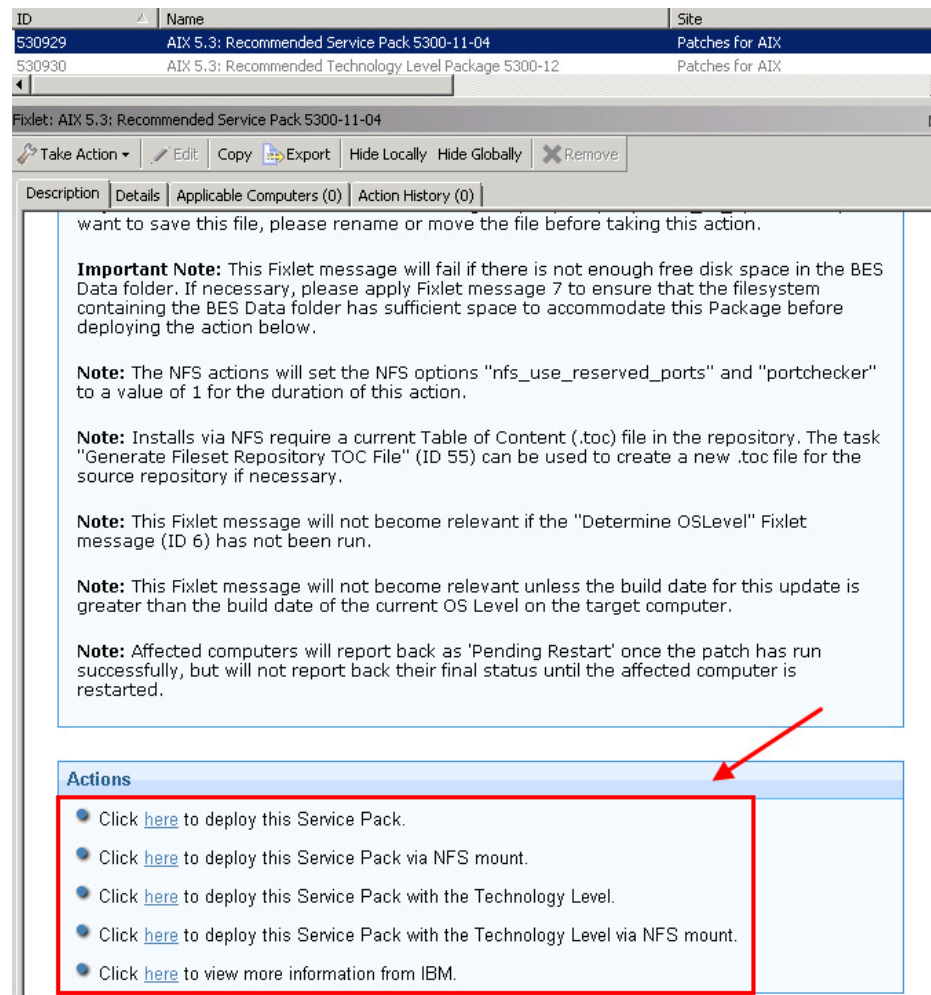 ID Name Site
530929 AIX 5.3: Recommended Service Pack 5300-11-04 Patches for AIX
530930 AIX 5.3: Recommended Technology Level Package 5300-12 Patches for AIX
Fixlet: AIX 5.3: Recommended Service Pack 5300-11-04
Take Action Edit Copy Export Hide Locally Hide Globally Remove
Description Details Applicable Computers (0) Action History (0)
want to save this file, please rename or move the file before taking this action.
Important Note: This Fixlet message will fail if there is not enough free disk space in the BES
Data folder. If necessary, please apply Fixlet message 7 to ensure that the filesystem
containing the BES Data folder has sufficient space to accommodate this Package before
deploying the action below.
Note: The NFS actions will set the NFS options "nfs_use_reserved_ports" and "portchecker"
to a value of 1 for the duration of this action.
Note: Installs via NFS require a current Table of Content (.toc) file in the repository. The task
"Generate Fileset Repository TOC File" (ID 55) can be used to create a new .toc file for the
source repository if necessary.
Note: This Fixlet message will not become relevant if the "Determine OSLevel" Fixlet
message (ID 6) has not been run.
Note: This Fixlet message will not become relevant unless the build date for this update is
greater than the build date of the current OS Level on the target computer.
Note: Affected computers will report back as 'Pending Restart' once the patch has run
successfully, but will not report back their final status until the affected computer is
restarted.
Actions
Click here to deploy this Service Pack.
Click here to deploy this Service Pack via NFS mount.
Click here to deploy this Service Pack with the Technology Level.
Click here to deploy this Service Pack with the Technology Level via NFS mount.
Click here to view more information from IBM.